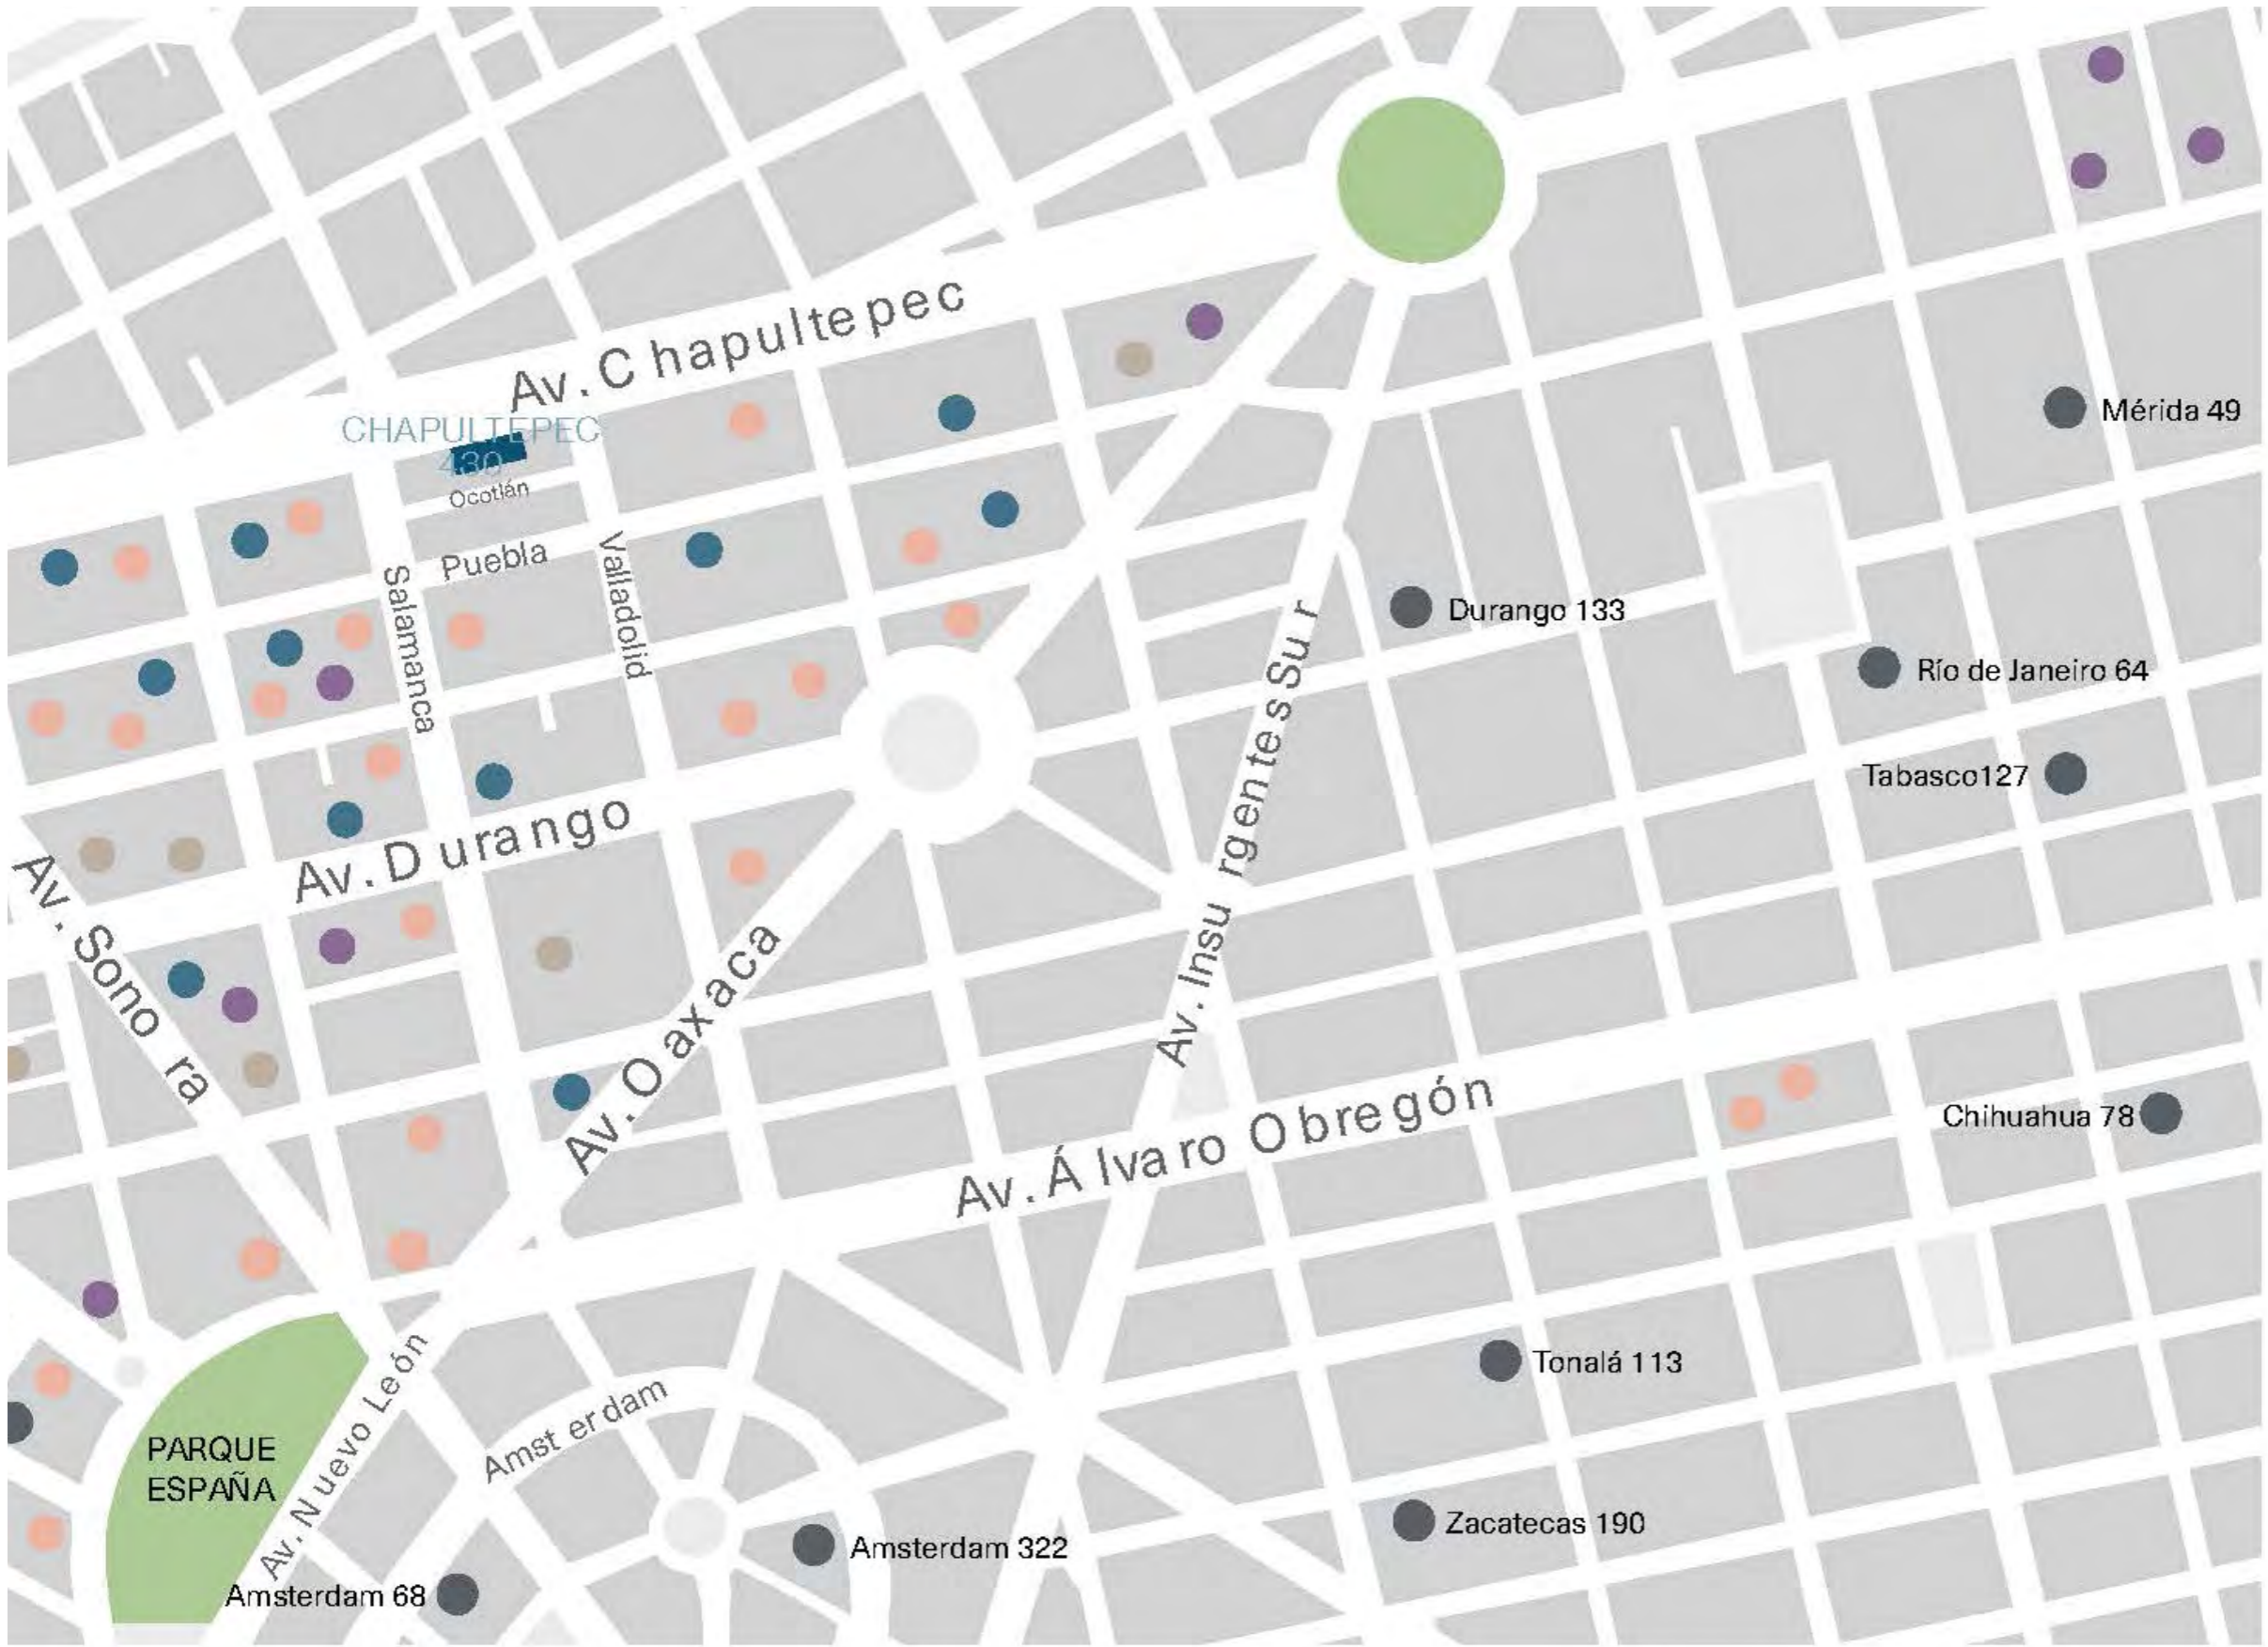 Av. Chapultepec
CHAPULTEPEC
430
Ocotlán
Puebla
Valladolid
Salamanca
Mérida 49
Durango 133
Río de Janeiro 64
Tabasco127
Av. Durango
Av. Sonora
Av. Oaxaca
Av. Insurgentes Sur
Av. Álvaro Obregón
Chihuahua 78
Tonalá 113
Amsterdam
Av. Nuevo León
PARQUE
ESPAÑA
Zacatecas 190
Amsterdam 322
Amsterdam 68